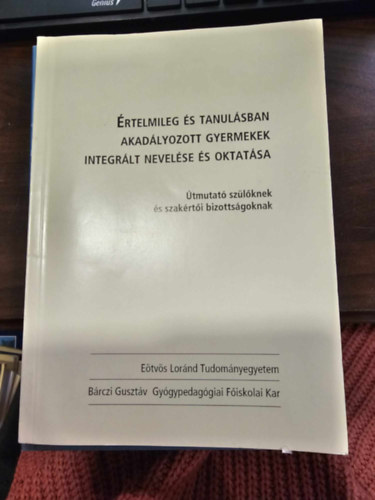 Genius
ÉRTELMILEG ÉS TANULÁSBAN
AKADÁLYOZOTT GYERMEKEK
INTEGRÁLT NEVELÉSE ÉS OKTATÁSA
Útmutató szülőknek
és szakértői bizottságoknak
Eötvös Loránd Tudományegyetem
Bárczi Gusztáv Gyógypedagógiai Főiskolai Kar